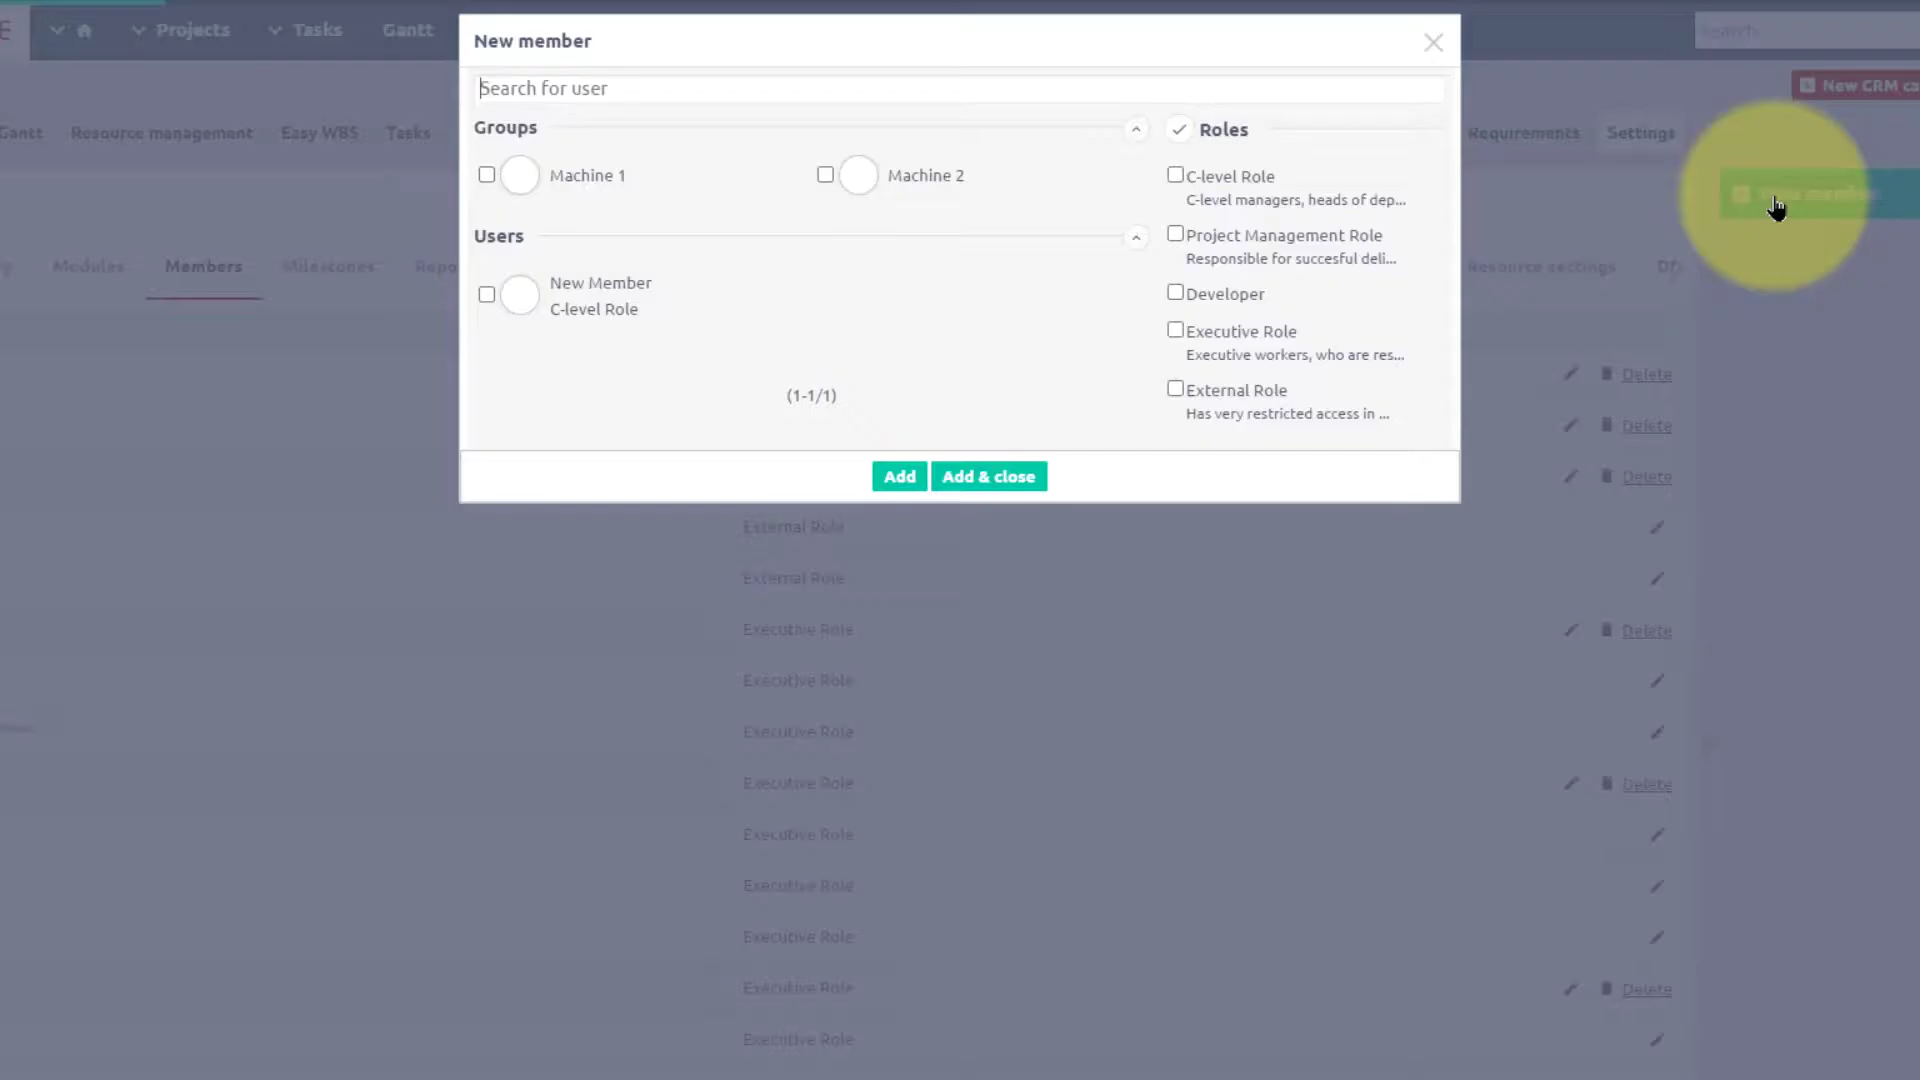 Projects
Tasks
Gantt
New member
Search
Search for user
New CRM ca
Groups
Roles
Gantt
Resource management
Easy WBS
Tasks
Requirements
Settings
Machine 1
Machine 2
C-level Role
C-level managers, heads of dep...
Users
Project Management Role
Responsible for succesful deli...
Modules
Members
Milestones
Repo
Resource settings
New Member
C-level Role
Developer
Executive Role
Executive workers, who are res...
Delete
(1-1/1)
External Role
Has very restricted access in ...
Delete
Add
Add & close
Delete
External Role
External Role
Executive Role
Delete
Executive Role
Executive Role
Executive Role
Delete
Executive Role
Executive Role
Executive Role
Executive Role
Delete
Executive Role